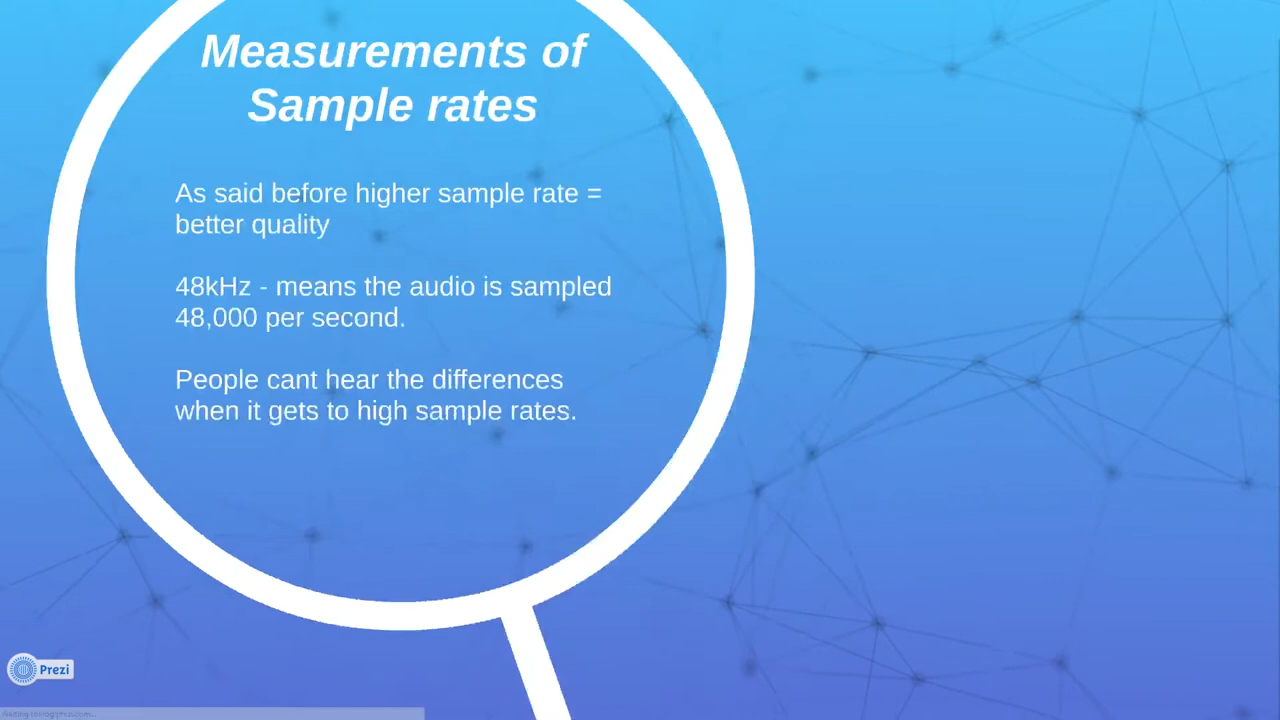 Measurements of
Sample rates
As said before higher sample rate =
better quality
48kHz - means the audio is sampled
48,000 per second.
People cant hear the differences
when it gets to high sample rates.
Prezi